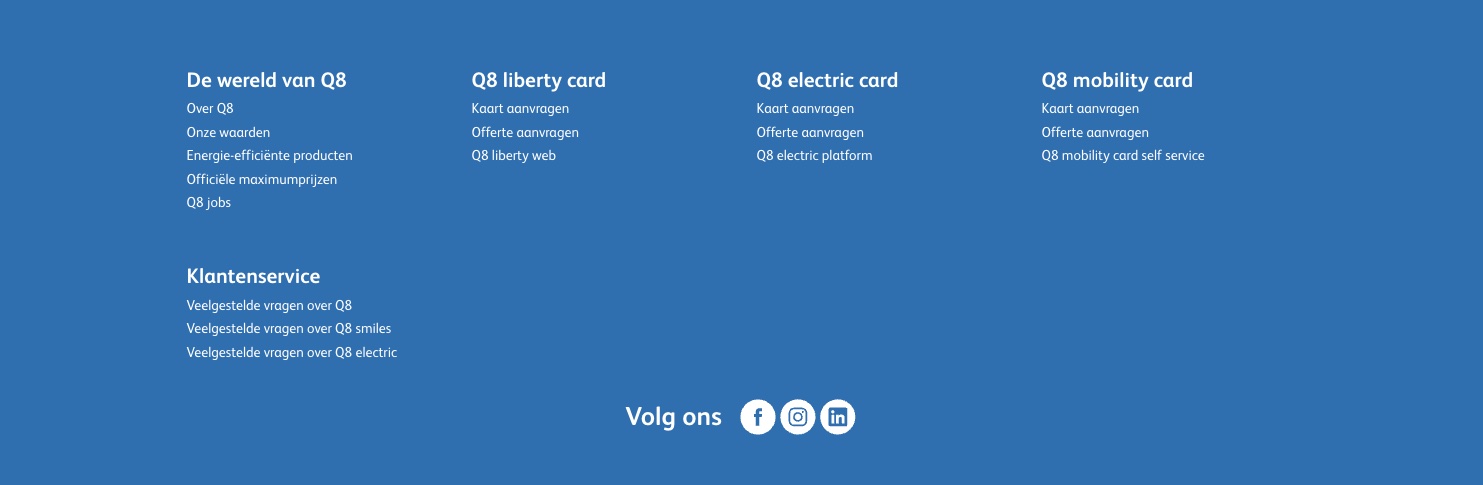 De wereld van Q8
Over Q8
Onze waarden
Energie-efficiënte producten
Officiële maximumprijzen
Q8 jobs
Q8 liberty card
Kaart aanvragen
Offerte aanvragen
Q8 liberty web
Q8 electric card
Kaart aanvragen
Offerte aanvragen
Q8 electric platform
Q8 mobility card
Kaart aanvragen
Offerte aanvragen
Q8 mobility card self service
Klantenservice
Veelgestelde vragen over Q8
Veelgestelde vragen over Q8 smiles
Veelgestelde vragen over Q8 electric
Volg ons